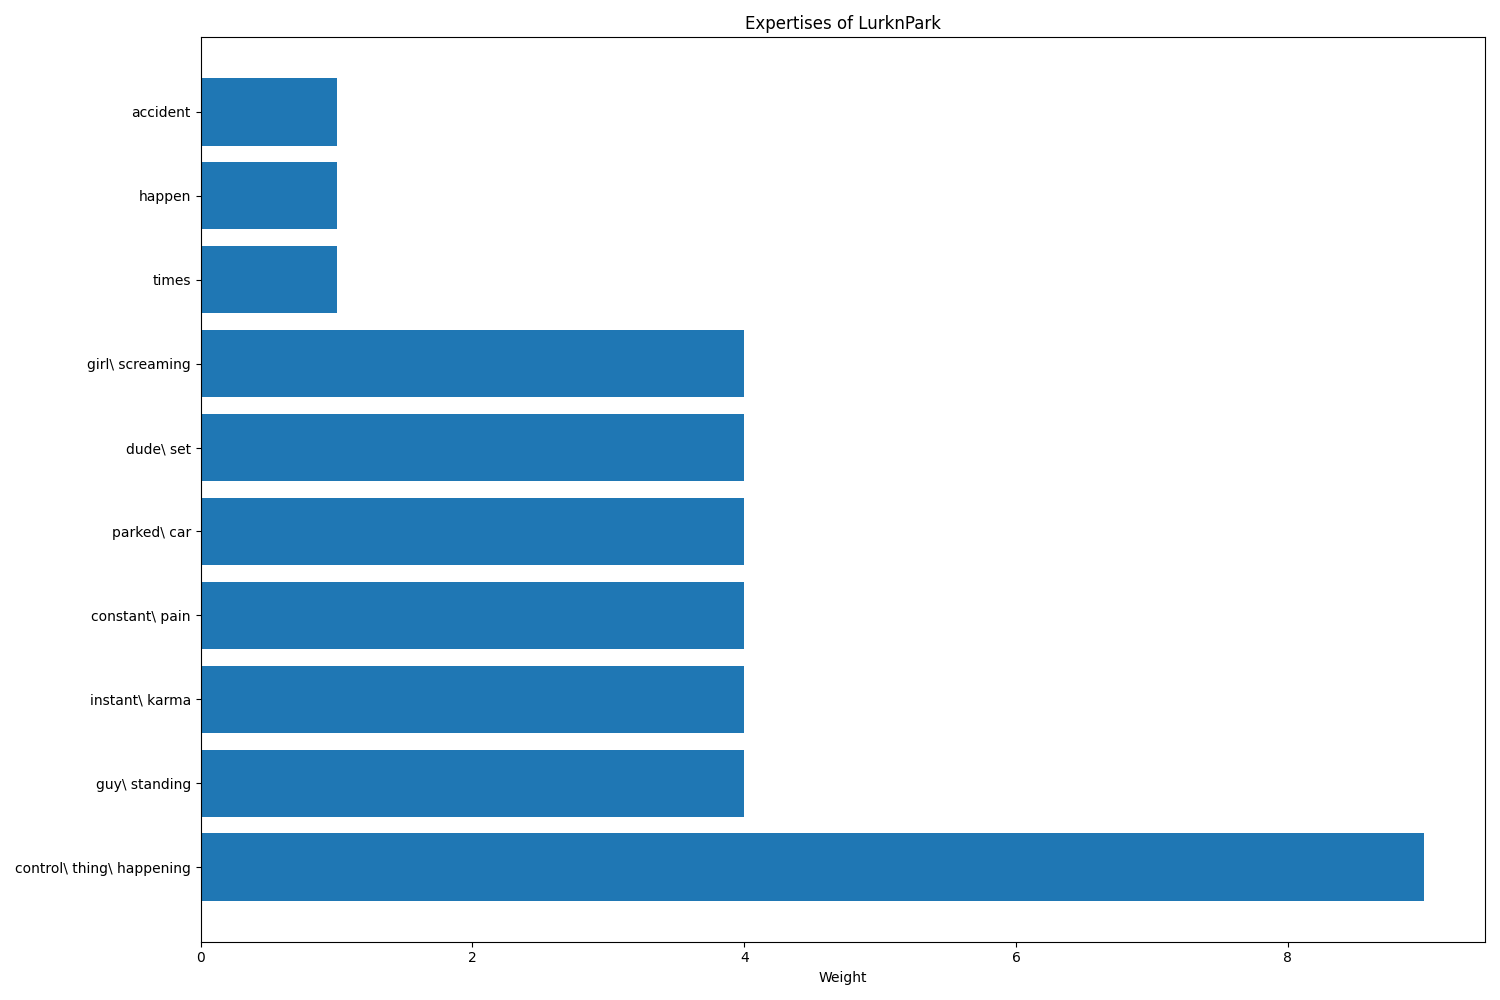 Expertises of LurknPark
accident
happen
times
girl\ screaming
dude\ set
parked\ car
constant\ pain
instant\ karma
guy\ standing
control\ thing\ happening
0 2 4 6 8
Weight